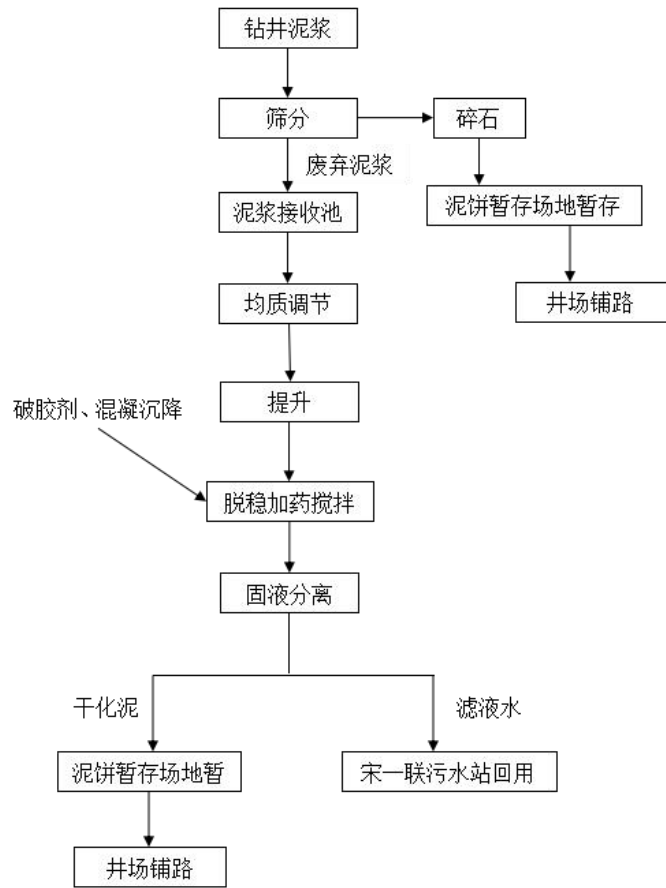 钻井泥浆
筛分
碎石
废弃泥浆
泥浆接收池
泥饼暂存场地暂存
均质调节
井场铺路
提升
破胶剂、混凝沉降
脱稳加药搅拌
固液分离
干化泥
滤液水
泥饼暂存场地暂
宋一联污水站回用
井场铺路